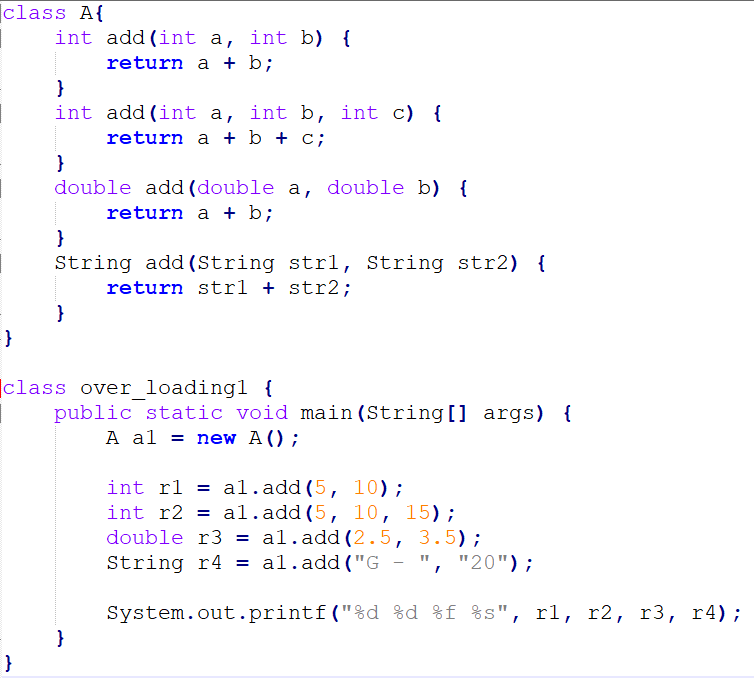 class A{
    int add(int a, int b) {
        return a + b;
    }
    int add(int a, int b, int c) {
        return a + b + c;
    }
    double add(double a, double b) {
        return a + b;
    }
    String add(String str1, String str2) {
        return str1 + str2;
    }
}

class over_loading1 {
    public static void main(String[] args) {
        A a1 = new A();

        int r1 = a1.add(5, 10);
        int r2 = a1.add(5, 10, 15);
        double r3 = a1.add(2.5, 3.5);
        String r4 = a1.add("G - ", "20");

        System.out.printf("%d %d %f %s", r1, r2, r3, r4);
    }
}